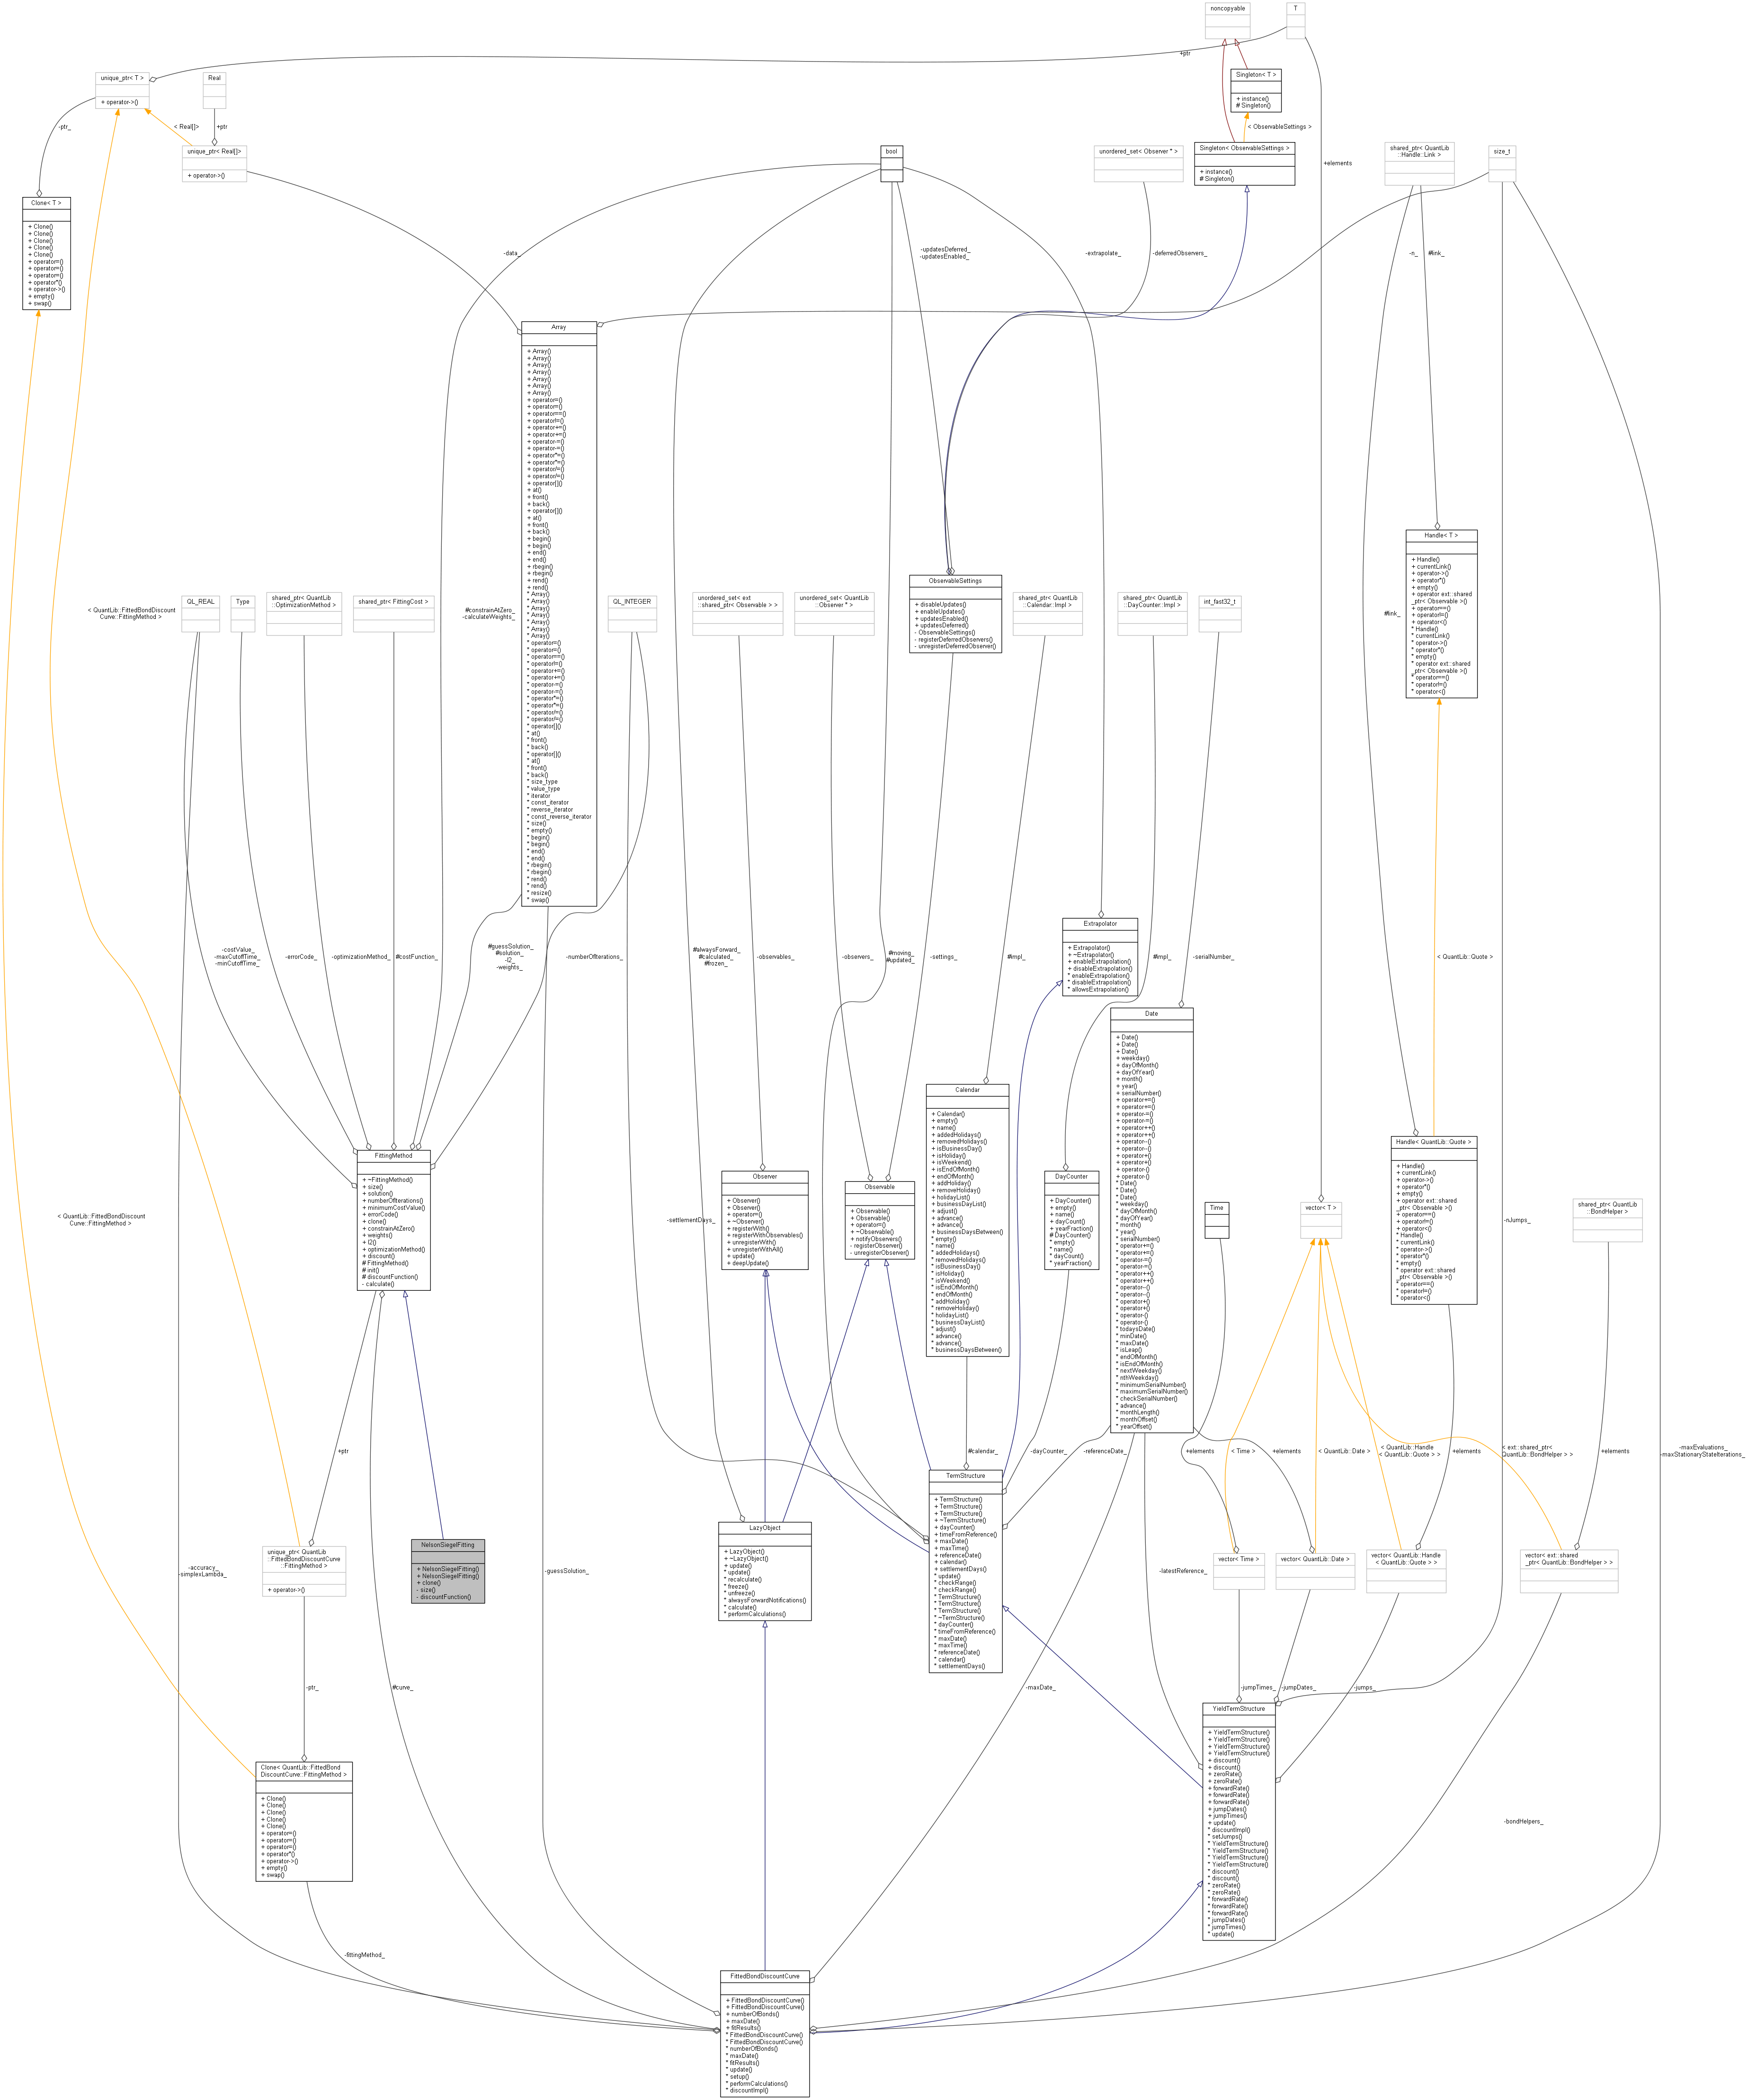 noncopyable
T
unique_ptr< T >
+ operator->()
Real
Singleton< T >
+ instance()
# Singleton()
+ptr
-ptr_
< Real[]>
+ptr
< ObservableSettings >
unique_ptr< Real[]>
+ operator->()
bool
unordered_set< Observer * >
Singleton< ObservableSettings >
+ instance()
# Singleton()
+elements
shared_ptr< QuantLib
::Handle::Link >
size_t
Clone< T >
+ Clone()
+ Clone()
+ Clone()
+ Clone()
+ Clone()
+ operator=()
+ operator=()
+ operator=()
+ operator*()
+ operator->()
+ empty()
+ swap()
-data_
-updatesDeferred_
-updatesEnabled_
-extrapolate_
-deferredObservers_
-n_
#link_
Array
+ Array()
+ Array()
+ Array()
+ Array()
+ Array()
+ Array()
+ Array()
+ operator=()
+ operator=()
+ operator==()
+ operator!=()
+ operator+=()
+ operator+=()
+ operator-=()
+ operator-=()
+ operator*=()
+ operator*=()
+ operator/=()
+ operator/=()
+ operator[]()
+ at()
+ front()
+ back()
+ operator[]()
+ at()
+ front()
+ back()
+ begin()
+ begin()
+ end()
+ end()
+ rbegin()
+ rbegin()
+ rend()
+ rend()
* Array()
* Array()
* Array()
* Array()
* Array()
* Array()
* Array()
* operator=()
* operator=()
* operator==()
* operator!=()
* operator+=()
* operator+=()
* operator-=()
* operator-=()
* operator*=()
* operator*=()
* operator/=()
* operator/=()
* operator[]()
* at()
* front()
* back()
* operator[]()
* at()
* front()
* back()
* size_type
* value_type
* iterator
* const_iterator
* reverse_iterator
* const_reverse_iterator
* size()
* empty()
* begin()
* begin()
* end()
* end()
* rbegin()
* rbegin()
* rend()
* rend()
* resize()
* swap()
Handle< T >
+ Handle()
+ currentLink()
+ operator->()
+ operator*()
+ empty()
+ operator ext::shared
_ptr< Observable >()
+ operator==()
+ operator!=()
+ operator<()
* Handle()
* currentLink()
* operator->()
* operator*()
* empty()
* operator ext::shared
_ptr< Observable >()
* operator==()
* operator!=()
* operator<()
ObservableSettings
+ disableUpdates()
+ enableUpdates()
+ updatesEnabled()
+ updatesDeferred()
- ObservableSettings()
- registerDeferredObservers()
- unregisterDeferredObserver()
< QuantLib::FittedBondDiscount
Curve::FittingMethod >
QL_REAL
Type
shared_ptr< QuantLib
::OptimizationMethod >
shared_ptr< FittingCost >
#constrainAtZero_
-calculateWeights_
QL_INTEGER
unordered_set< ext
::shared_ptr< Observable > >
unordered_set< QuantLib
::Observer * >
shared_ptr< QuantLib
::Calendar::Impl >
shared_ptr< QuantLib
::DayCounter::Impl >
int_fast32_t
#link_
-costValue_
-maxCutoffTime_
-minCutoffTime_
-errorCode_
-optimizationMethod_
#costFunction_
#guessSolution_
#solution_
-l2_
-weights_
-numberOfIterations_
#alwaysForward_
#calculated_
#frozen_
-observables_
-observers_
#moving_
#updated_
-settings_
#impl_
Extrapolator
+ Extrapolator()
+ ~Extrapolator()
+ enableExtrapolation()
+ disableExtrapolation()
* enableExtrapolation()
* disableExtrapolation()
* allowsExtrapolation()
#impl_
-serialNumber_
< QuantLib::Quote >
Date
+ Date()
+ Date()
+ Date()
+ weekday()
+ dayOfMonth()
+ dayOfYear()
+ month()
+ year()
+ serialNumber()
+ operator+=()
+ operator+=()
+ operator-=()
+ operator-=()
+ operator++()
+ operator++()
+ operator--()
+ operator--()
+ operator+()
+ operator+()
+ operator-()
+ operator-()
* Date()
* Date()
* Date()
* weekday()
* dayOfMonth()
* dayOfYear()
* month()
* year()
* serialNumber()
* operator+=()
* operator+=()
* operator-=()
* operator-=()
* operator++()
* operator++()
* operator--()
* operator--()
* operator+()
* operator+()
* operator-()
* operator-()
* todaysDate()
* minDate()
* maxDate()
* isLeap()
* endOfMonth()
* isEndOfMonth()
* nextWeekday()
* nthWeekday()
* minimumSerialNumber()
* maximumSerialNumber()
* checkSerialNumber()
* advance()
* monthLength()
* monthOffset()
* yearOffset()
Calendar
+ Calendar()
+ empty()
+ name()
+ addedHolidays()
+ removedHolidays()
+ isBusinessDay()
+ isHoliday()
+ isWeekend()
+ isEndOfMonth()
+ endOfMonth()
+ addHoliday()
+ removeHoliday()
+ holidayList()
+ businessDayList()
+ adjust()
+ advance()
+ advance()
+ businessDaysBetween()
* empty()
* name()
* addedHolidays()
* removedHolidays()
* isBusinessDay()
* isHoliday()
* isWeekend()
* isEndOfMonth()
* endOfMonth()
* addHoliday()
* removeHoliday()
* holidayList()
* businessDayList()
* adjust()
* advance()
* advance()
* businessDaysBetween()
Handle< QuantLib::Quote >
+ Handle()
+ currentLink()
+ operator->()
+ operator*()
+ empty()
+ operator ext::shared
_ptr< Observable >()
+ operator==()
+ operator!=()
+ operator<()
* Handle()
* currentLink()
* operator->()
* operator*()
* empty()
* operator ext::shared
_ptr< Observable >()
* operator==()
* operator!=()
* operator<()
FittingMethod
+ ~FittingMethod()
+ size()
+ solution()
+ numberOfIterations()
+ minimumCostValue()
+ errorCode()
+ clone()
+ constrainAtZero()
+ weights()
+ l2()
+ optimizationMethod()
+ discount()
# FittingMethod()
# init()
# discountFunction()
- calculate()
Observer
+ Observer()
+ Observer()
+ operator=()
+ ~Observer()
+ registerWith()
+ registerWithObservables()
+ unregisterWith()
+ unregisterWithAll()
+ update()
+ deepUpdate()
Observable
+ Observable()
+ Observable()
+ operator=()
+ ~Observable()
+ notifyObservers()
- registerObserver()
- unregisterObserver()
DayCounter
+ DayCounter()
+ empty()
+ name()
+ dayCount()
+ yearFraction()
# DayCounter()
* empty()
* name()
* dayCount()
* yearFraction()
Time
vector< T >
shared_ptr< QuantLib
::BondHelper >
< QuantLib::FittedBondDiscount
Curve::FittingMethod >
-settlementDays_
-nJumps_
+ptr
#calendar_
-dayCounter_
-referenceDate_
+elements
< Time >
+elements
< QuantLib::Date >
< QuantLib::Handle
< QuantLib::Quote > >
+elements
< ext::shared_ptr<
QuantLib::BondHelper > >
+elements
-maxEvaluations_
-maxStationaryStateIterations_
TermStructure
+ TermStructure()
+ TermStructure()
+ TermStructure()
+ ~TermStructure()
+ dayCounter()
+ timeFromReference()
+ maxDate()
+ maxTime()
+ referenceDate()
+ calendar()
+ settlementDays()
* update()
* checkRange()
* checkRange()
* TermStructure()
* TermStructure()
* TermStructure()
* ~TermStructure()
* dayCounter()
* timeFromReference()
* maxDate()
* maxTime()
* referenceDate()
* calendar()
* settlementDays()
LazyObject
+ LazyObject()
+ ~LazyObject()
+ update()
* update()
* recalculate()
* freeze()
* unfreeze()
* alwaysForwardNotifications()
* calculate()
* performCalculations()
NelsonSiegelFitting
+ NelsonSiegelFitting()
+ NelsonSiegelFitting()
+ clone()
- size()
- discountFunction()
unique_ptr< QuantLib
::FittedBondDiscountCurve
::FittingMethod >
+ operator->()
vector< Time >
vector< QuantLib::Date >
vector< QuantLib::Handle
< QuantLib::Quote > >
vector< ext::shared
_ptr< QuantLib::BondHelper > >
-accuracy_
-simplexLambda_
-guessSolution_
-latestReference_
-ptr_
#curve_
-maxDate_
-jumpTimes_
-jumpDates_
-jumps_
YieldTermStructure
+ YieldTermStructure()
+ YieldTermStructure()
+ YieldTermStructure()
+ YieldTermStructure()
+ discount()
+ discount()
+ zeroRate()
+ zeroRate()
+ forwardRate()
+ forwardRate()
+ forwardRate()
+ jumpDates()
+ jumpTimes()
+ update()
* discountImpl()
* setJumps()
* YieldTermStructure()
* YieldTermStructure()
* YieldTermStructure()
* YieldTermStructure()
* discount()
* discount()
* zeroRate()
* zeroRate()
* forwardRate()
* forwardRate()
* forwardRate()
* jumpDates()
* jumpTimes()
* update()
Clone< QuantLib::FittedBond
DiscountCurve::FittingMethod >
+ Clone()
+ Clone()
+ Clone()
+ Clone()
+ Clone()
+ operator=()
+ operator=()
+ operator=()
+ operator*()
+ operator->()
+ empty()
+ swap()
-bondHelpers_
-fittingMethod_
FittedBondDiscountCurve
+ FittedBondDiscountCurve()
+ FittedBondDiscountCurve()
+ numberOfBonds()
+ maxDate()
+ fitResults()
* FittedBondDiscountCurve()
* FittedBondDiscountCurve()
* numberOfBonds()
* maxDate()
* fitResults()
* update()
* setup()
* performCalculations()
* discountImpl()